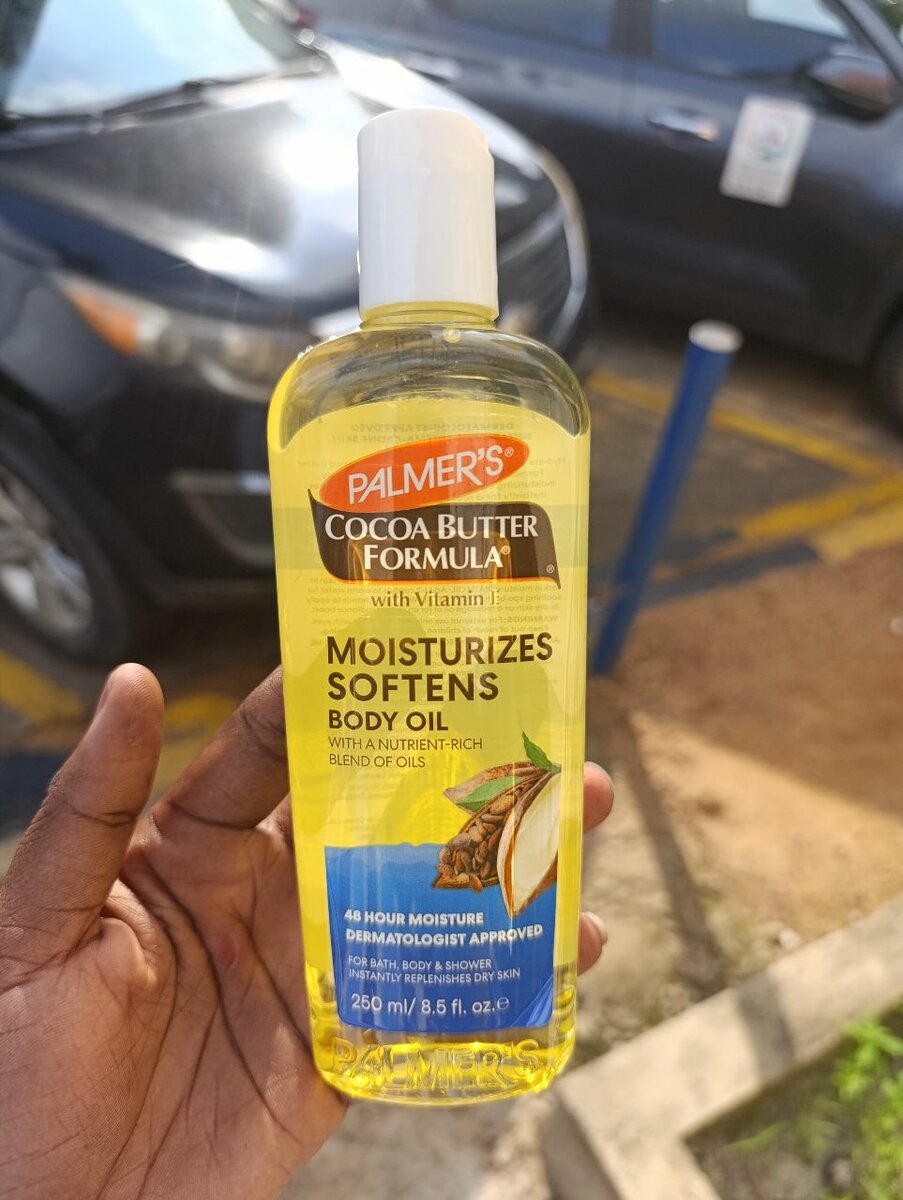 PALMER'S®
COCOA BUTTER
FORMULA®
®
with Vitamin E
MOISTURIZES
SOFTENS
BODY OIL
WITH A NUTRIENT-RICH
BLEND OF OILS
48 HOUR MOISTURE
DERMATOLOGIST APPROVED
FOR BATH, BODY & SHOWER
INSTANTLY REPLENISHES DRY SKIN
250 ml/ 8.5 fl. oz.℮
PALMER'S